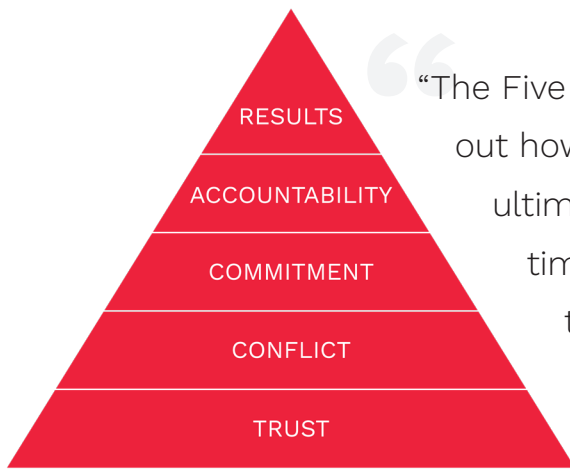 RESULTS
ACCOUNTABILITY
COMMITMENT
CONFLICT
TRUST
“The Five
out how
ultim
tim
t